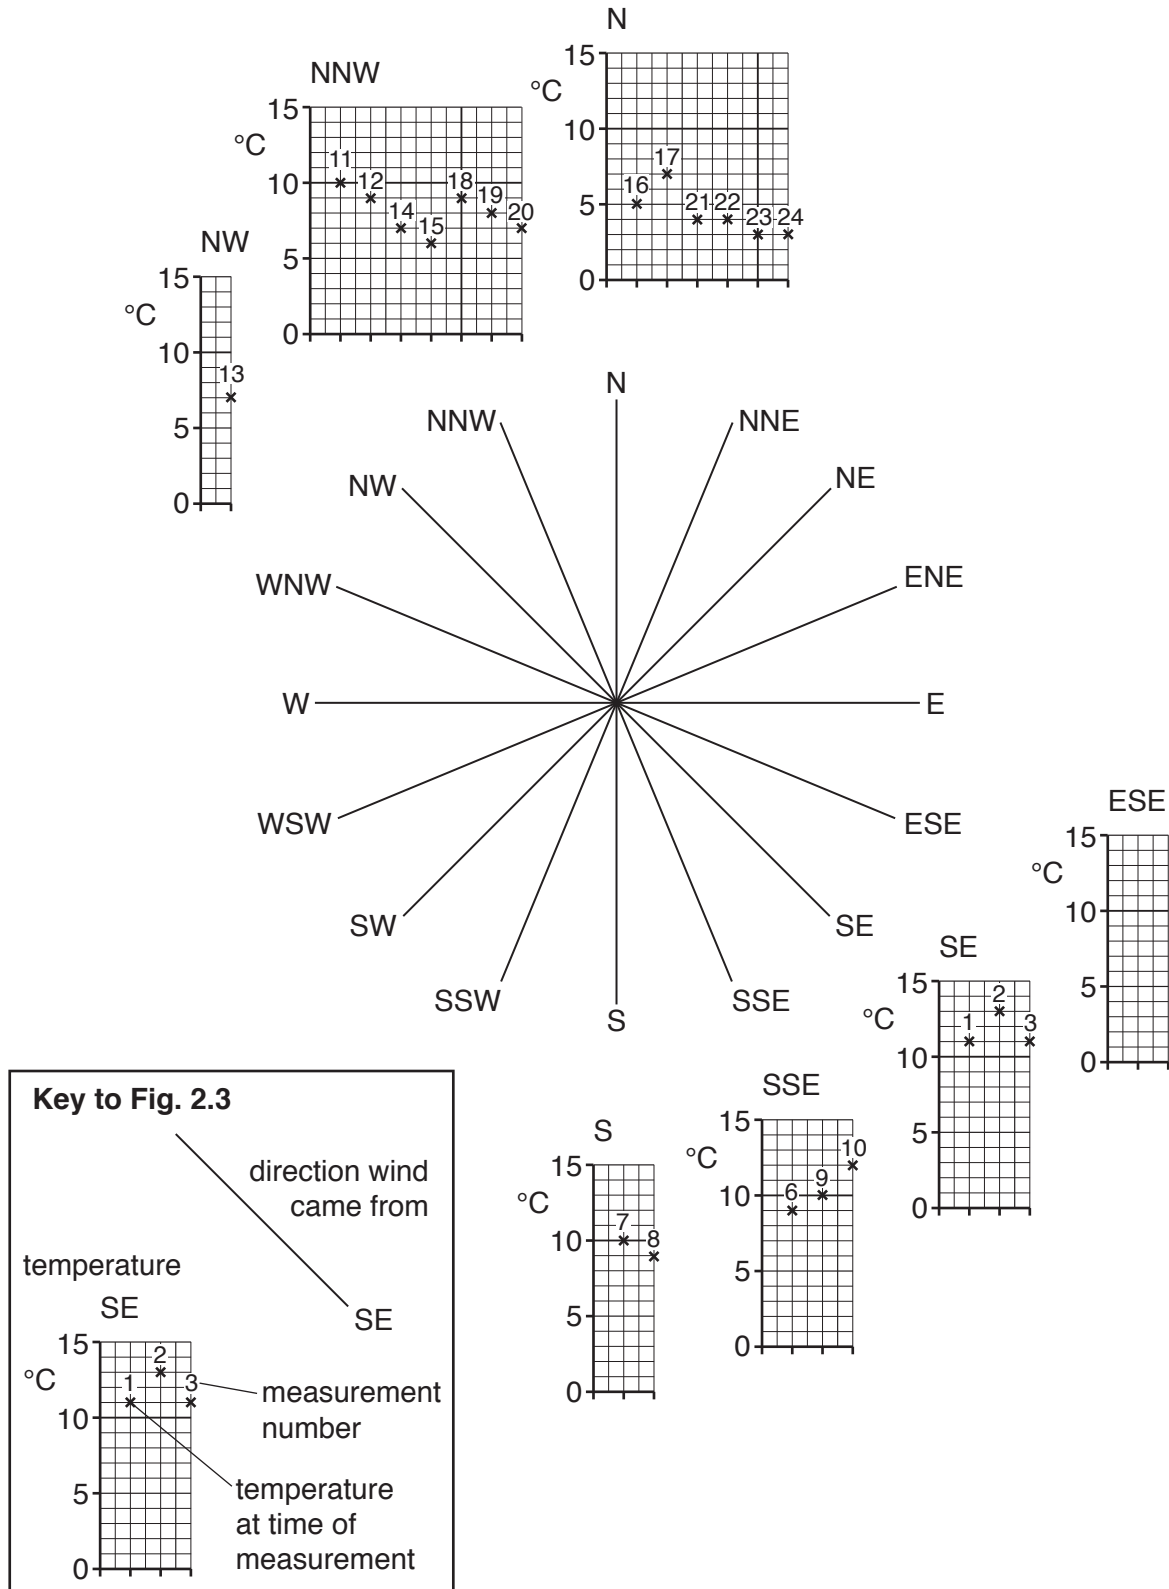 N
15
°C
10
5
0
16
17
21
22
23
24
NNW
15
°C
10
5
0
11
12
14
15
18
19
20
NW
15
°C
10
5
0
13
N
NNW
NNE
NW
NE
WNW
ENE
W
E
WSW
ESE
SW
SE
SSW
SSE
S
ESE
15
°C
10
5
0
SE
15
°C
10
5
0
1
2
3
SSE
15
°C
10
5
0
6
9
10
S
15
°C
10
5
0
7
8
Key to Fig. 2.3
direction wind
came from
SE
temperature
SE
15
°C
10
5
0
1
2
3
measurement
number
temperature
at time of
measurement